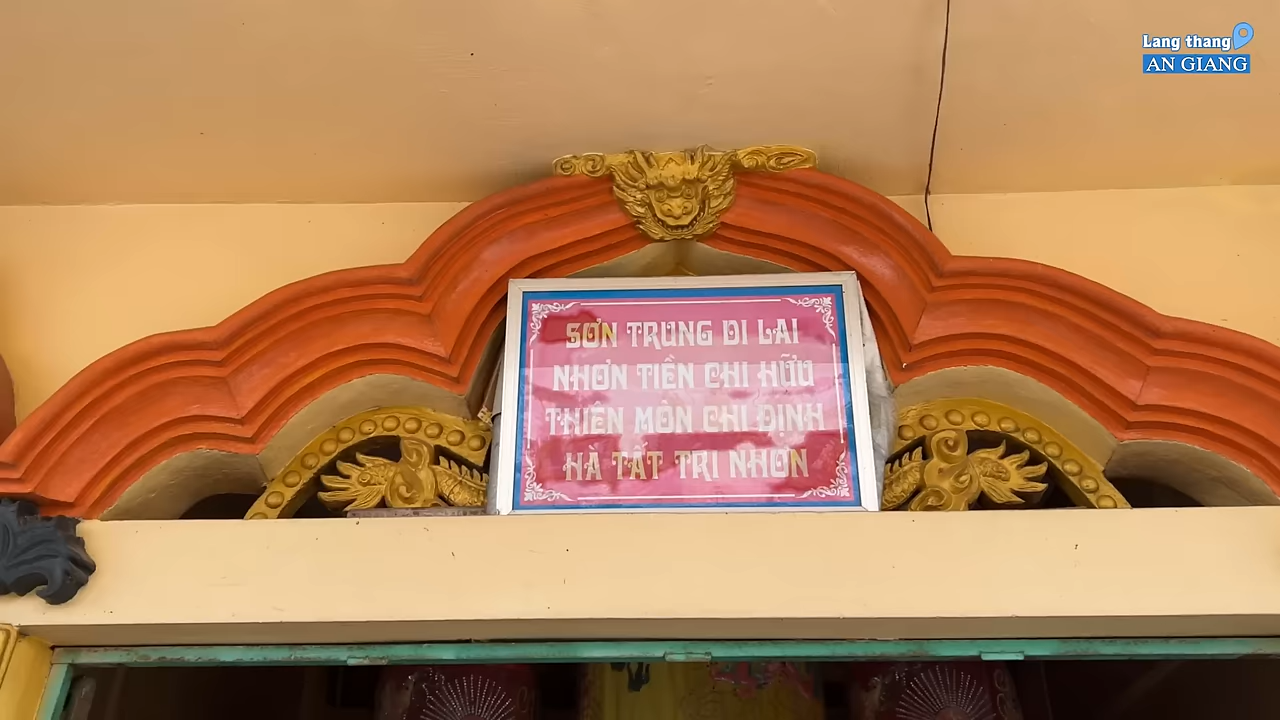 Lang thang
AN GIANG
SƠN TRUNG DI LAI
NHƠN TIỀN CHI HỮU
THIÊN MÔN CHI ĐỊNH
HÀ TẤT TRI NHƠN